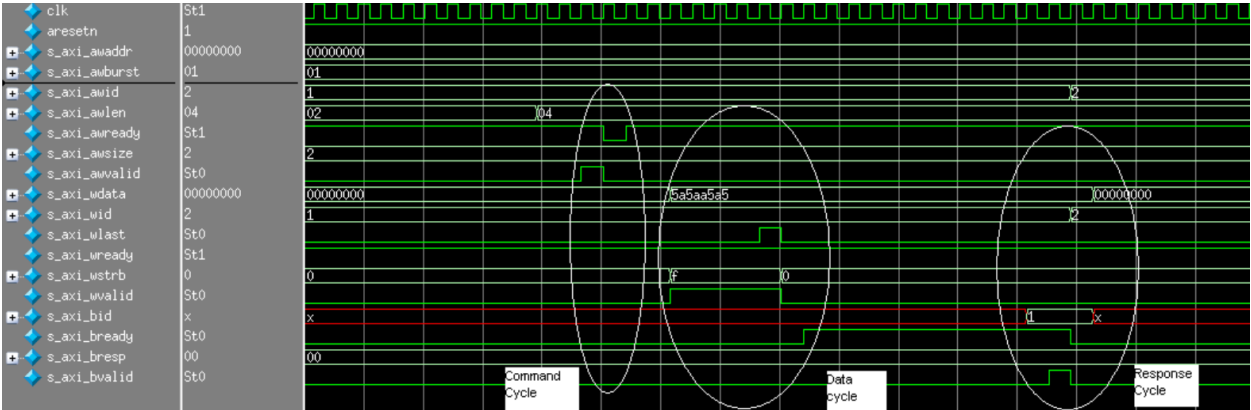 clk St1
aresetn 1
s_axi_awaddr 00000000 00000000
s_axi_awburst 01 01
s_axi_awid 2 1 2
s_axi_awlen 04 02 04
s_axi_awready St1
s_axi_awsize 2 2
s_axi_awvalid St0
s_axi_wdata 00000000 00000000 5a5aa5a5 00000000
s_axi_wid 2 1 2
s_axi_wlast St0
s_axi_wready St1
s_axi_wstrb 0 0 f 0
s_axi_wvalid St0
s_axi_bid x x 1 x
s_axi_bready St0
s_axi_bresp 00 00
s_axi_bvalid St0
Command
Cycle
Data
cycle
Response
Cycle